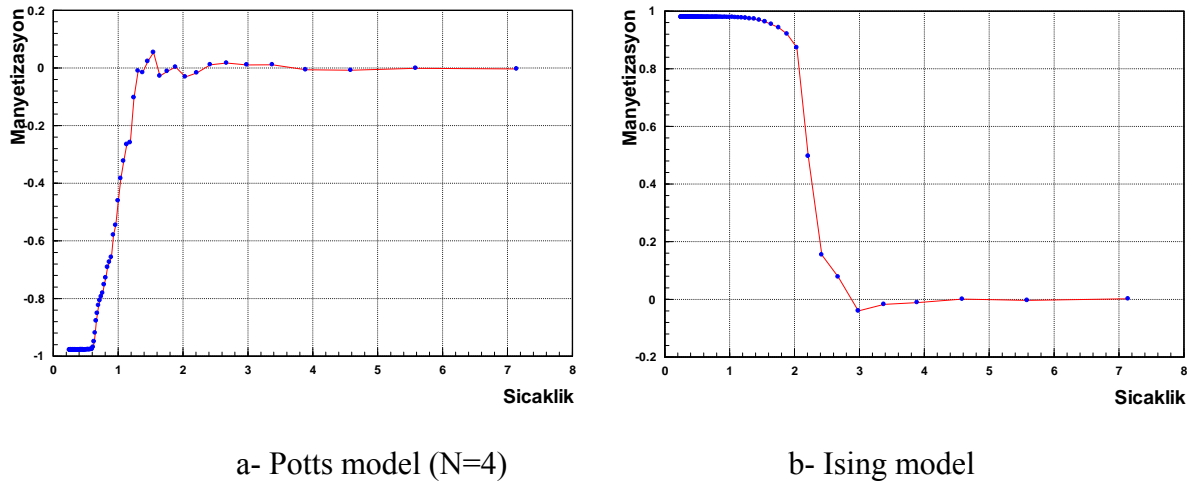 Manyetizasyon
0.2
0
-0.2
-0.4
-0.6
-0.8
-1
0 1 2 3 4 5 6 7 8
Sicaklik
a- Potts model (N=4)
Manyetizasyon
1
0.8
0.6
0.4
0.2
0
-0.2
0 1 2 3 4 5 6 7 8
Sicaklik
b- Ising model